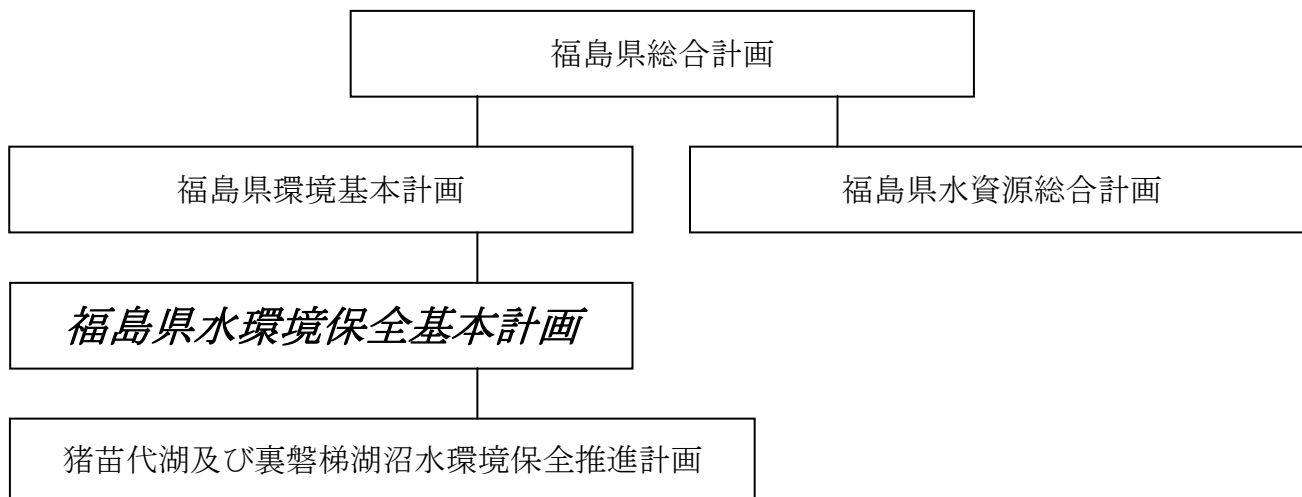 福島県総合計画
福島県環境基本計画
福島県水資源総合計画
福島県水環境保全基本計画
猪苗代湖及び裏磐梯湖沼水環境保全推進計画